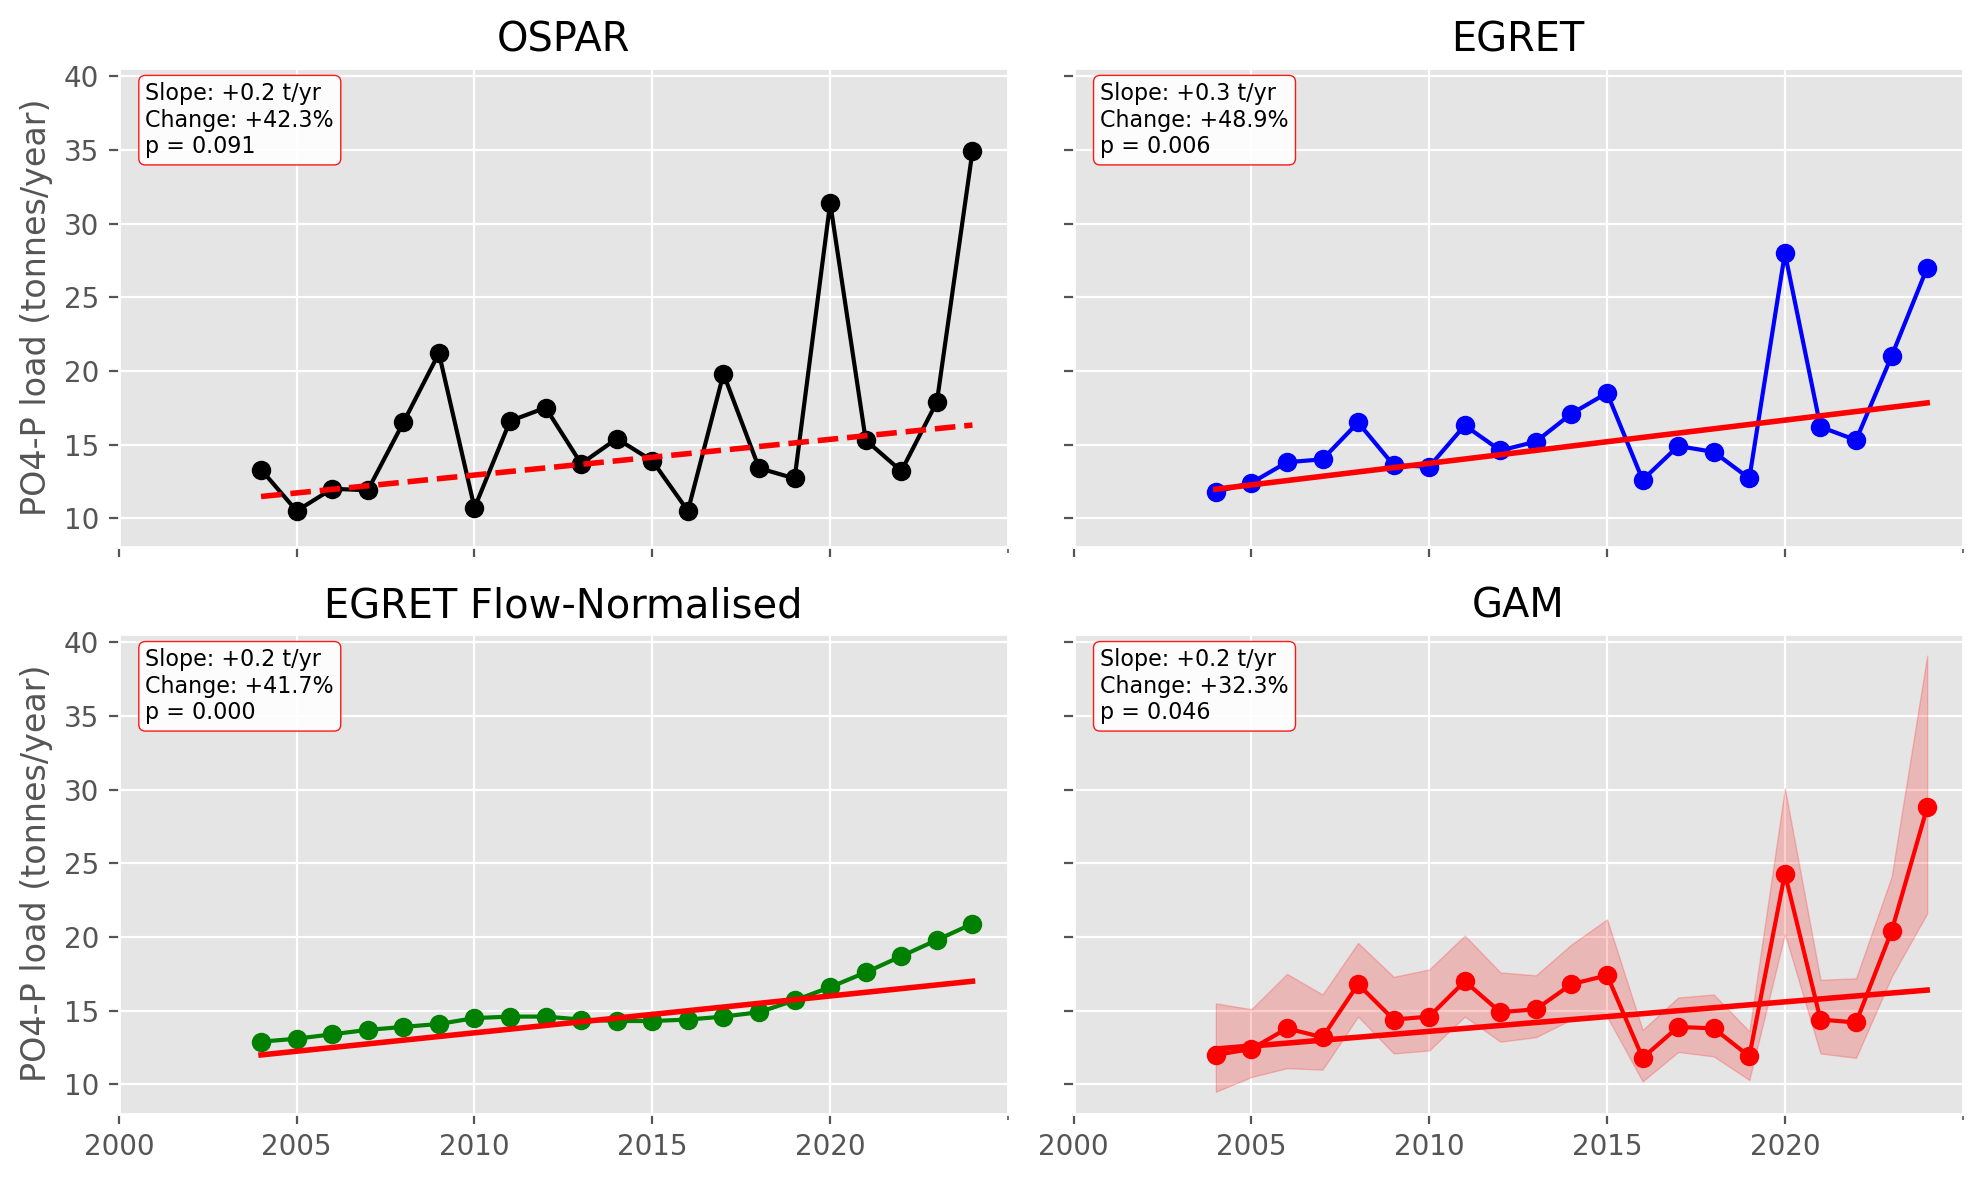 OSPAR
EGRET
PO4-P load (tonnes/year)
40
35
30
25
20
15
10
Slope: +0.2 t/yr
Change: +42.3%
p = 0.091
Slope: +0.3 t/yr
Change: +48.9%
p = 0.006
EGRET Flow-Normalised
GAM
PO4-P load (tonnes/year)
40
35
30
25
20
15
10
Slope: +0.2 t/yr
Change: +41.7%
p = 0.000
Slope: +0.2 t/yr
Change: +32.3%
p = 0.046
2000 2005 2010 2015 2020
2000 2005 2010 2015 2020